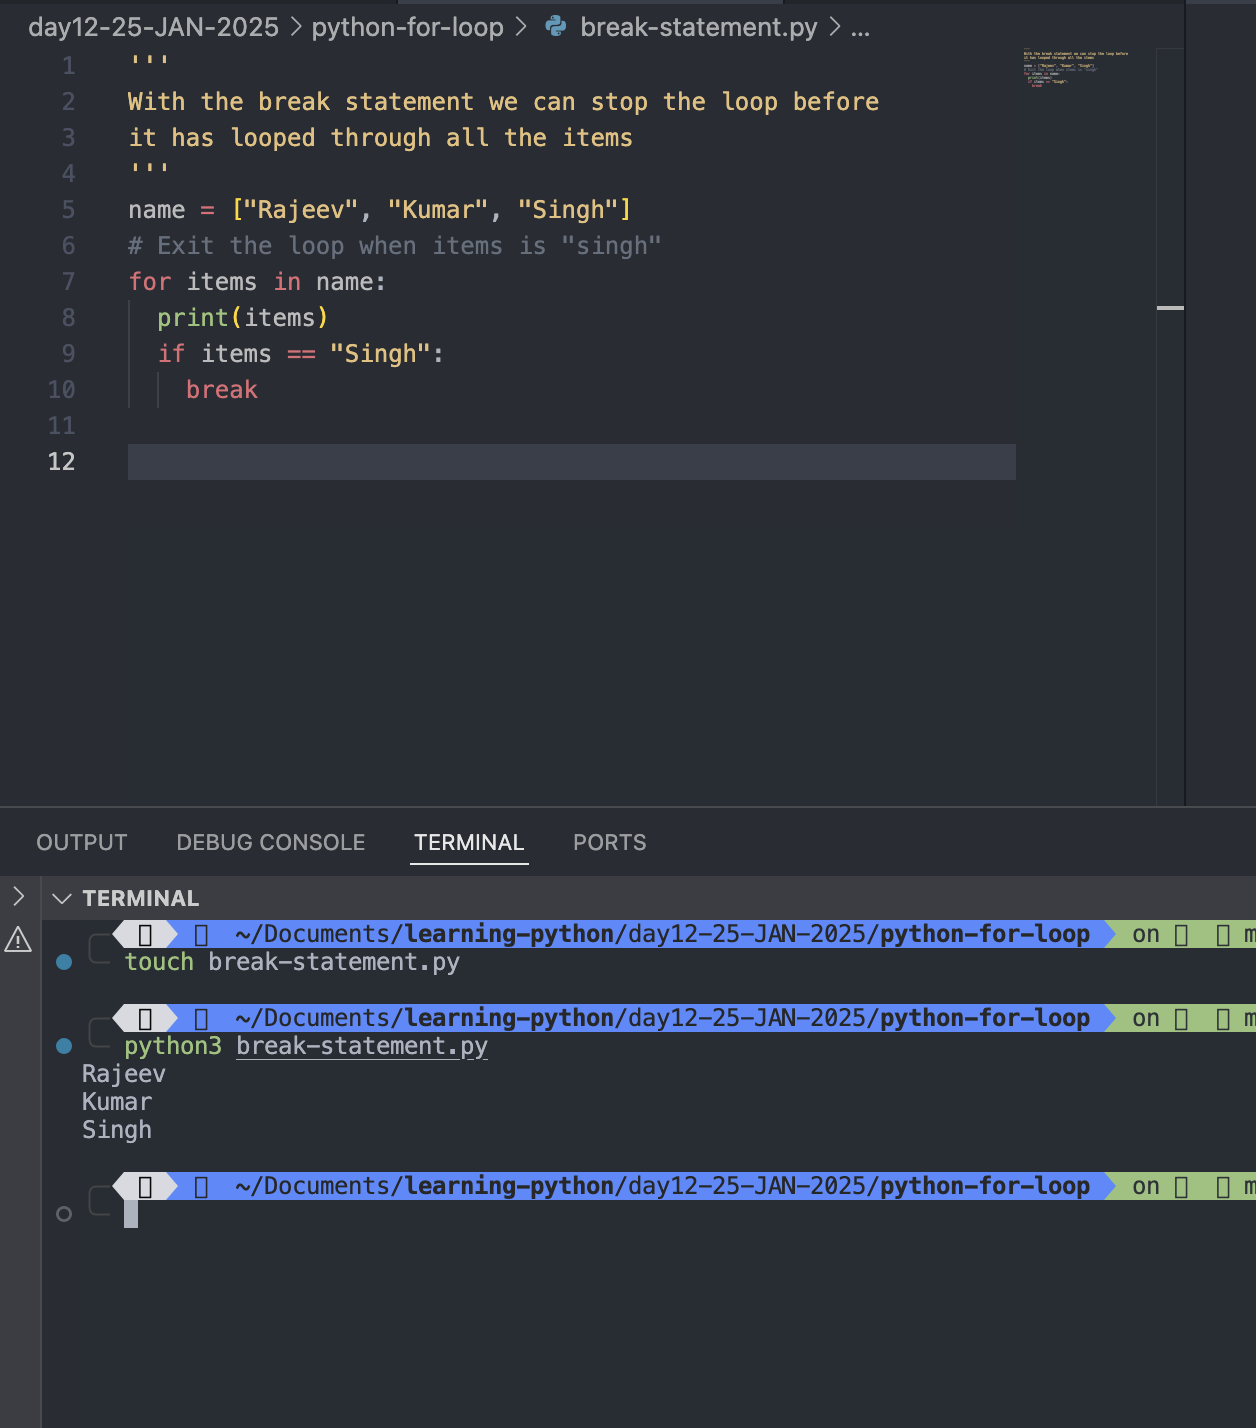 day12-25-JAN-2025 > python-for-loop > break-statement.py > ...
1 '''
2 With the break statement we can stop the loop before
3 it has looped through all the items
4 '''
5 name = ["Rajeev", "Kumar", "Singh"]
6 # Exit the loop when items is "singh"
7 for items in name:
8   print(items)
9   if items == "Singh":
10     break
11
12
OUTPUT DEBUG CONSOLE TERMINAL PORTS
TERMINAL
~/Documents/learning-python/day12-25-JAN-2025/python-for-loop on m
touch break-statement.py
~/Documents/learning-python/day12-25-JAN-2025/python-for-loop on m
python3 break-statement.py
Rajeev
Kumar
Singh
~/Documents/learning-python/day12-25-JAN-2025/python-for-loop on m